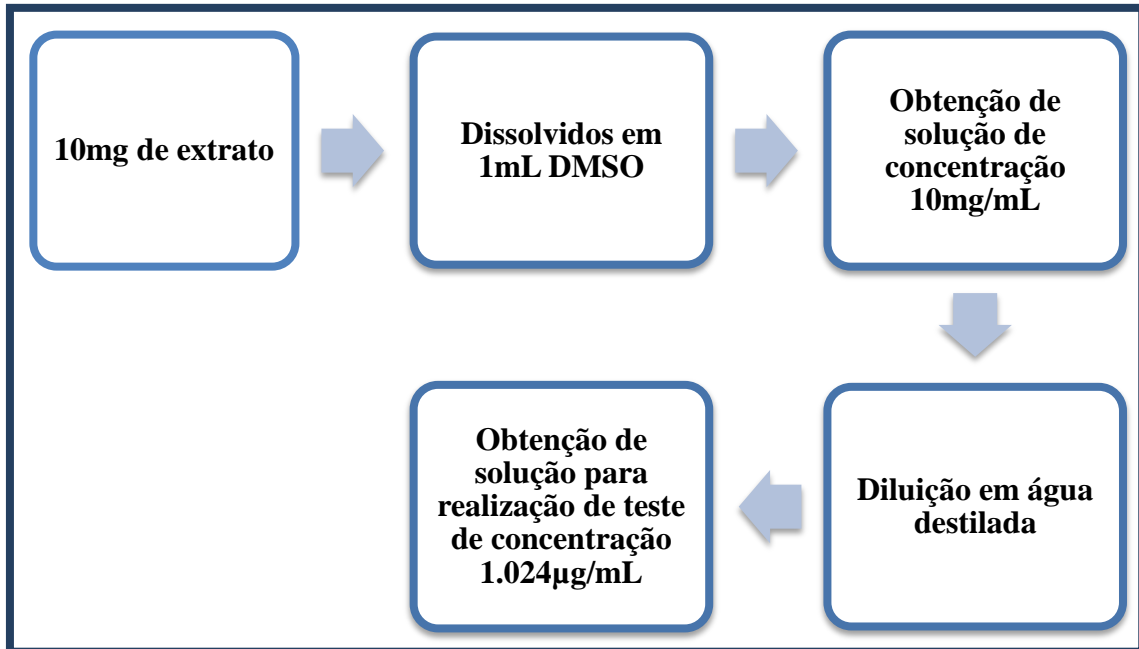 10mg de extrato
Dissolvidos em
1mL DMSO
Obtenção de
solução de
concentração
10mg/mL
Diluição em água
destilada
Obtenção de
solução para
realização de teste
de concentração
1.024µg/mL